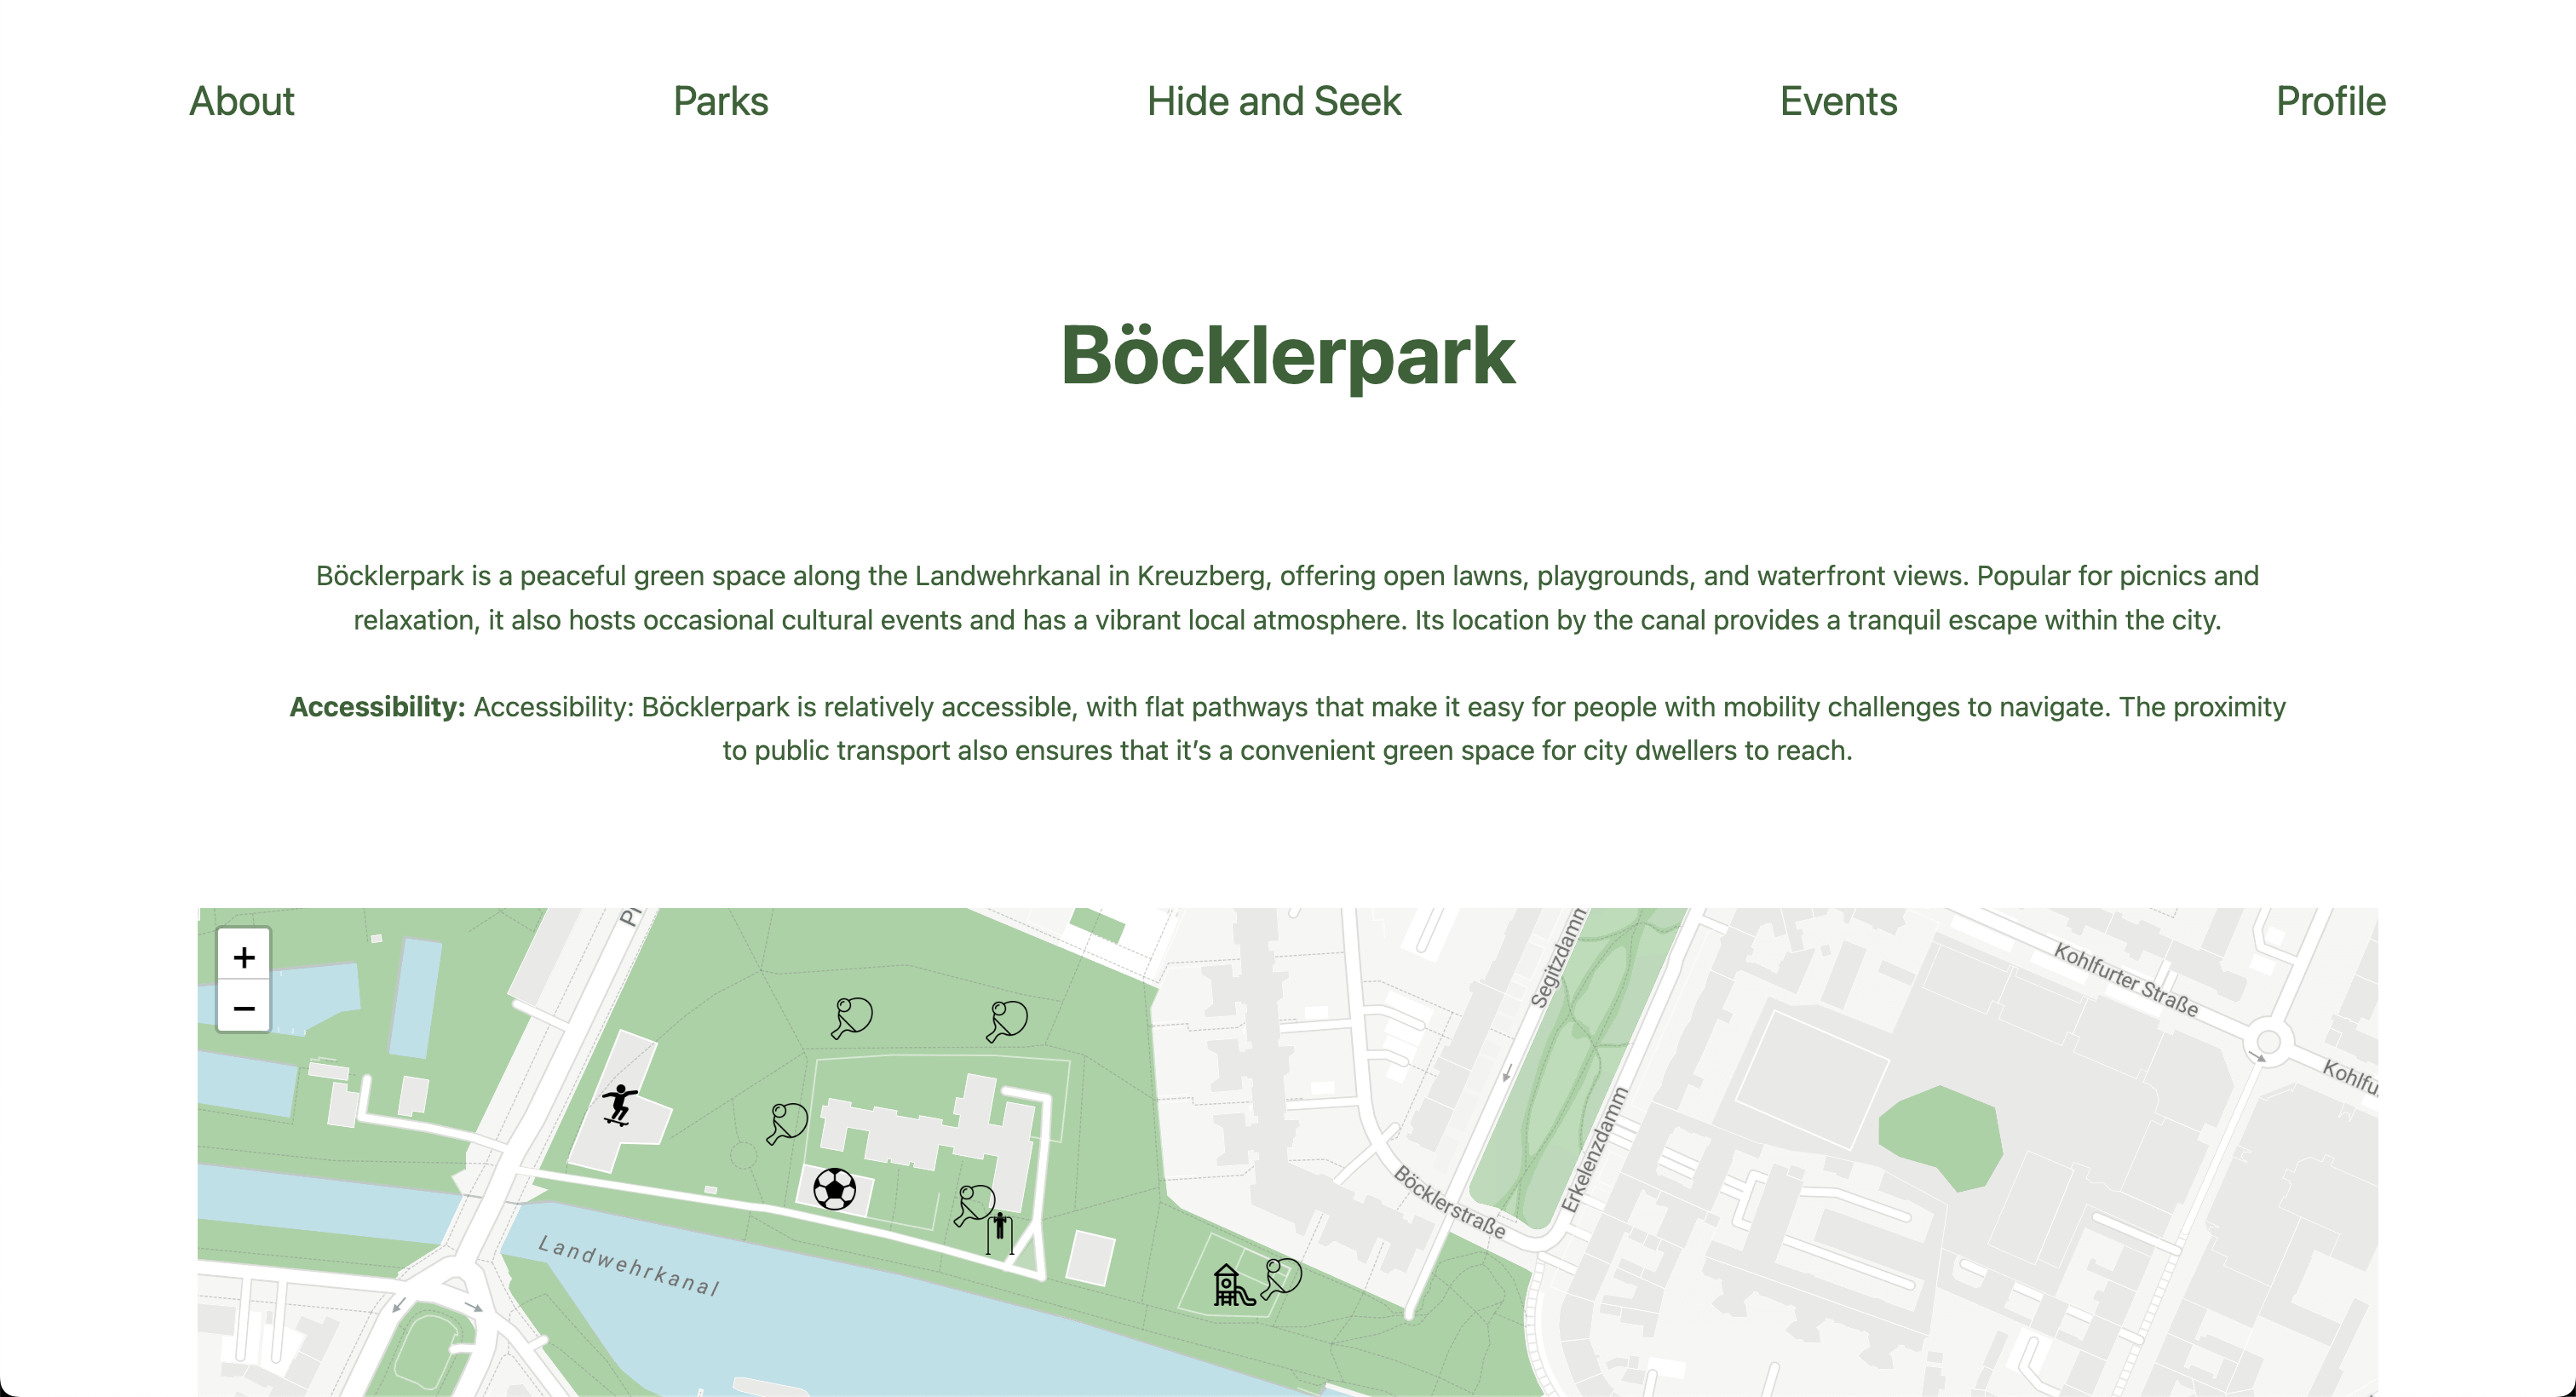 About
Parks
Hide and Seek
Events
Profile
Böcklerpark
Böcklerpark is a peaceful green space along the Landwehrkanal in Kreuzberg, offering open lawns, playgrounds, and waterfront views. Popular for picnics and
relaxation, it also hosts occasional cultural events and has a vibrant local atmosphere. Its location by the canal provides a tranquil escape within the city.
Accessibility: Accessibility: Böcklerpark is relatively accessible, with flat pathways that make it easy for people with mobility challenges to navigate. The proximity
to public transport also ensures that it’s a convenient green space for city dwellers to reach.
+
−
Segitzdamm
Kohlfurter Straße
Erkelenzdamm
Böcklerstraße
Landwehrkanal